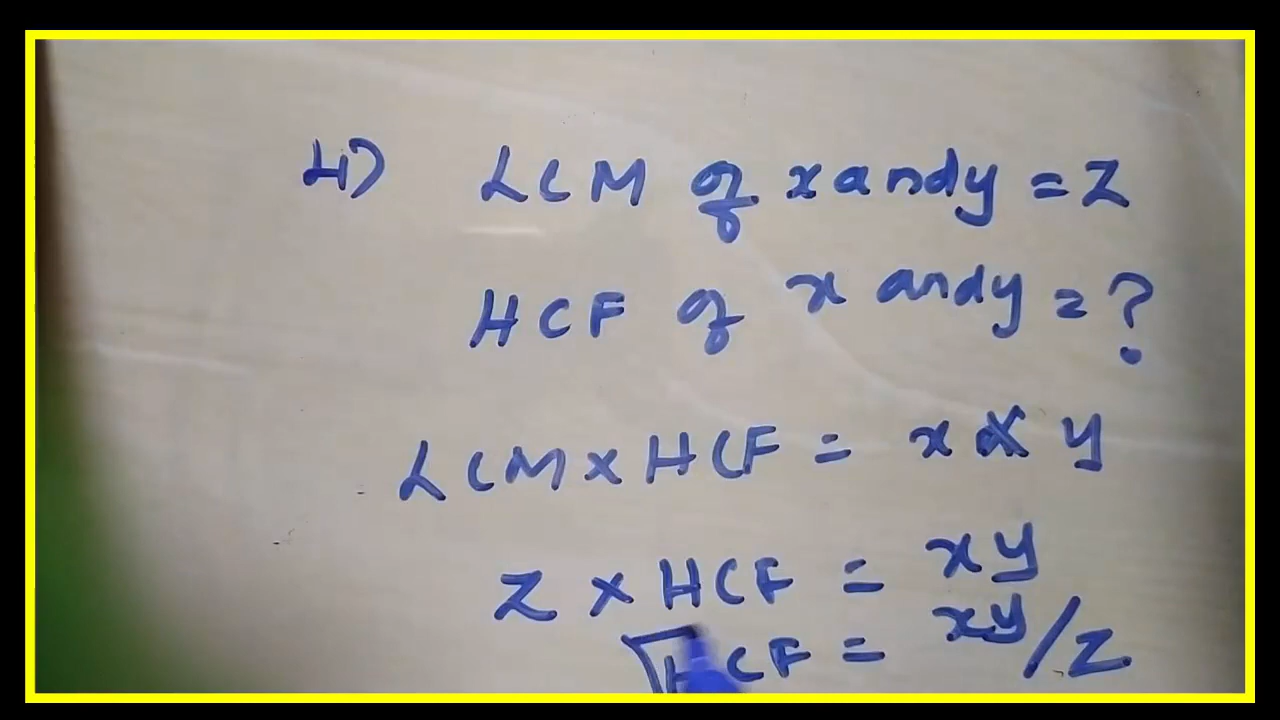 4) LCM of x and y = Z
HCF of x and y = ?
LCM x HCF = x x y
Z x HCF = xy
HCF = xy/Z